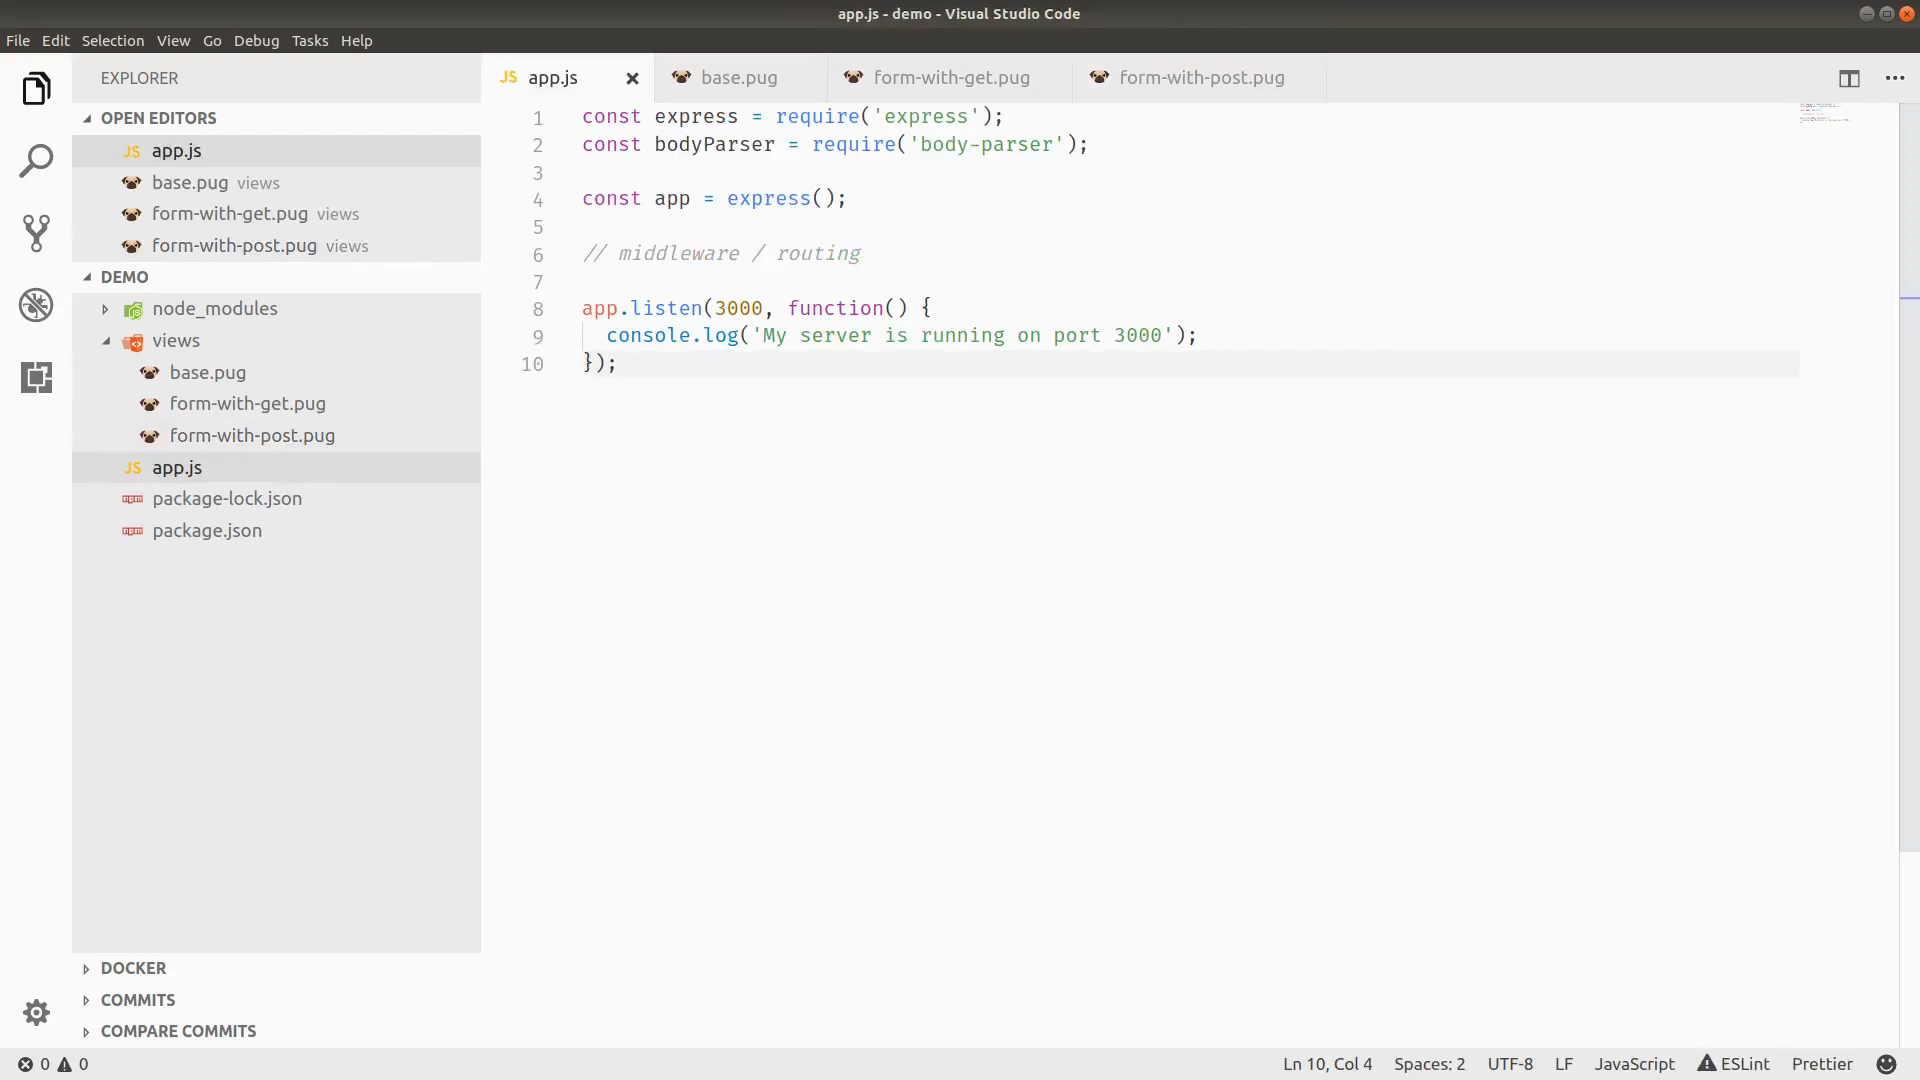 app.js - demo - Visual Studio Code
File Edit Selection View Go Debug Tasks Help
EXPLORER
OPEN EDITORS
JS app.js
base.pug views
form-with-get.pug views
form-with-post.pug views
DEMO
node_modules
views
base.pug
form-with-get.pug
form-with-post.pug
JS app.js
npm package-lock.json
npm package.json
DOCKER
COMMITS
COMPARE COMMITS
JS app.js base.pug form-with-get.pug form-with-post.pug
1 const express = require('express');
2 const bodyParser = require('body-parser');
3
4 const app = express();
5
6 // middleware / routing
7
8 app.listen(3000, function() {
9 console.log('My server is running on port 3000');
10 });
0 0 Ln 10, Col 4 Spaces: 2 UTF-8 LF JavaScript ESLint Prettier